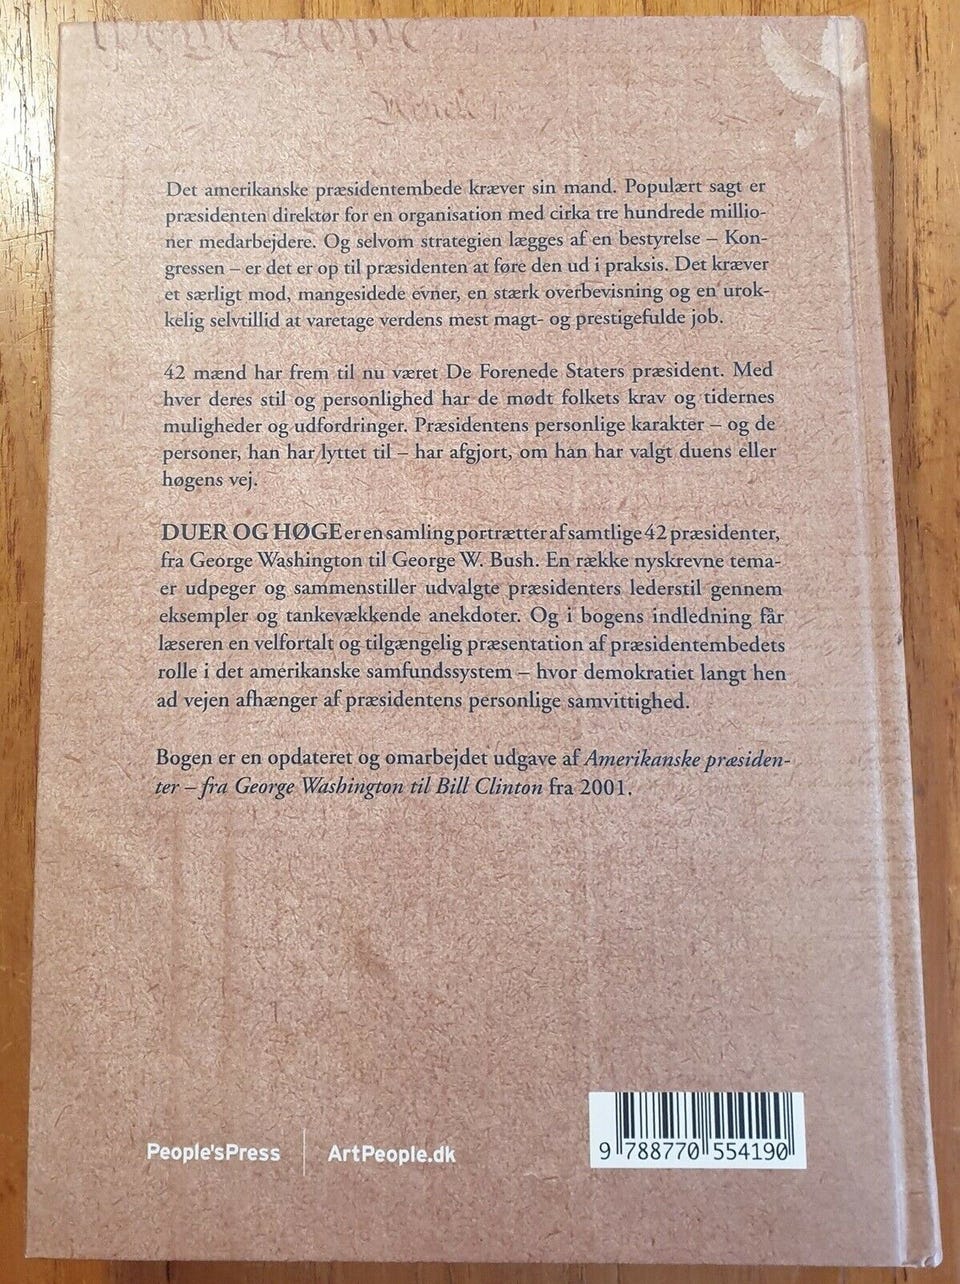 We the People
Article 1
Det amerikanske præsidentembede kræver sin mand. Populært sagt er
præsidenten direktør for en organisation med cirka tre hundrede millio-
ner medarbejdere. Og selvom strategien lægges af en bestyrelse – Kon-
gressen – er det er op til præsidenten at føre den ud i praksis. Det kræver
et særligt mod, mangesidede evner, en stærk overbevisning og en urok-
kelig selvtillid at varetage verdens mest magt- og prestigefulde job.
42 mænd har frem til nu været De Forenede Staters præsident. Med
hver deres stil og personlighed har de mødt folkets krav og tidernes
muligheder og udfordringer. Præsidentens personlige karakter – og de
personer, han har lyttet til – har afgjort, om han har valgt duens eller
høgens vej.
DUER OG HØGE er en samling portrætter af samtlige 42 præsidenter,
fra George Washington til George W. Bush. En række nyskrevne tema-
er udpeger og sammenstiller udvalgte præsidenters lederstil gennem
eksempler og tankevækkende anekdoter. Og i bogens indledning får
læseren en velfortalt og tilgængelig præsentation af præsidentembedets
rolle i det amerikanske samfundssystem – hvor demokratiet langt hen
ad vejen afhænger af præsidentens personlige samvittighed.
Bogen er en opdateret og omarbejdet udgave af Amerikanske præsiden-
ter – fra George Washington til Bill Clinton fra 2001.
People'sPress | ArtPeople.dk
9 788770 554190